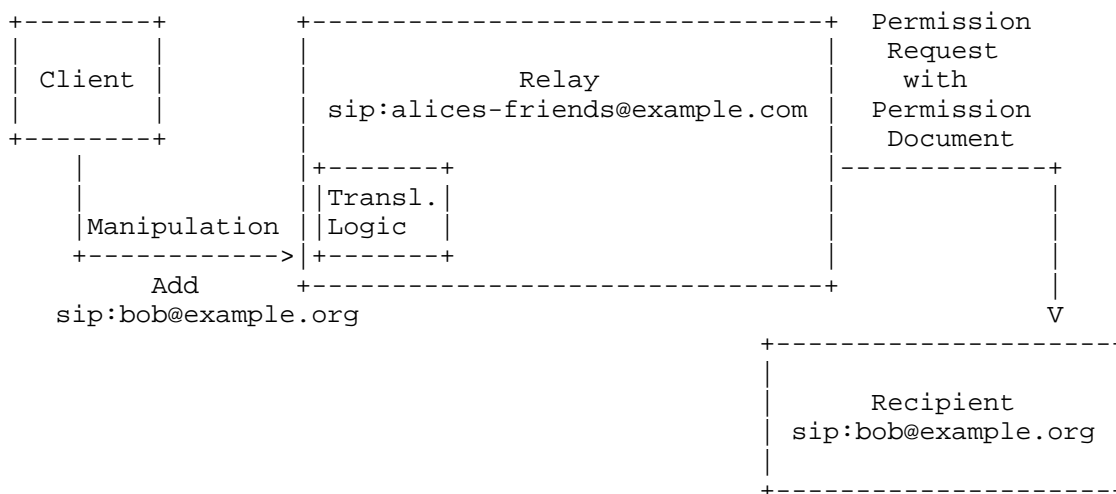 Permission
Request
Client Relay with
sip:alices-friends@example.com Permission
Document
Transl.
Manipulation Logic
Add
sip:bob@example.org
V
Recipient
sip:bob@example.org